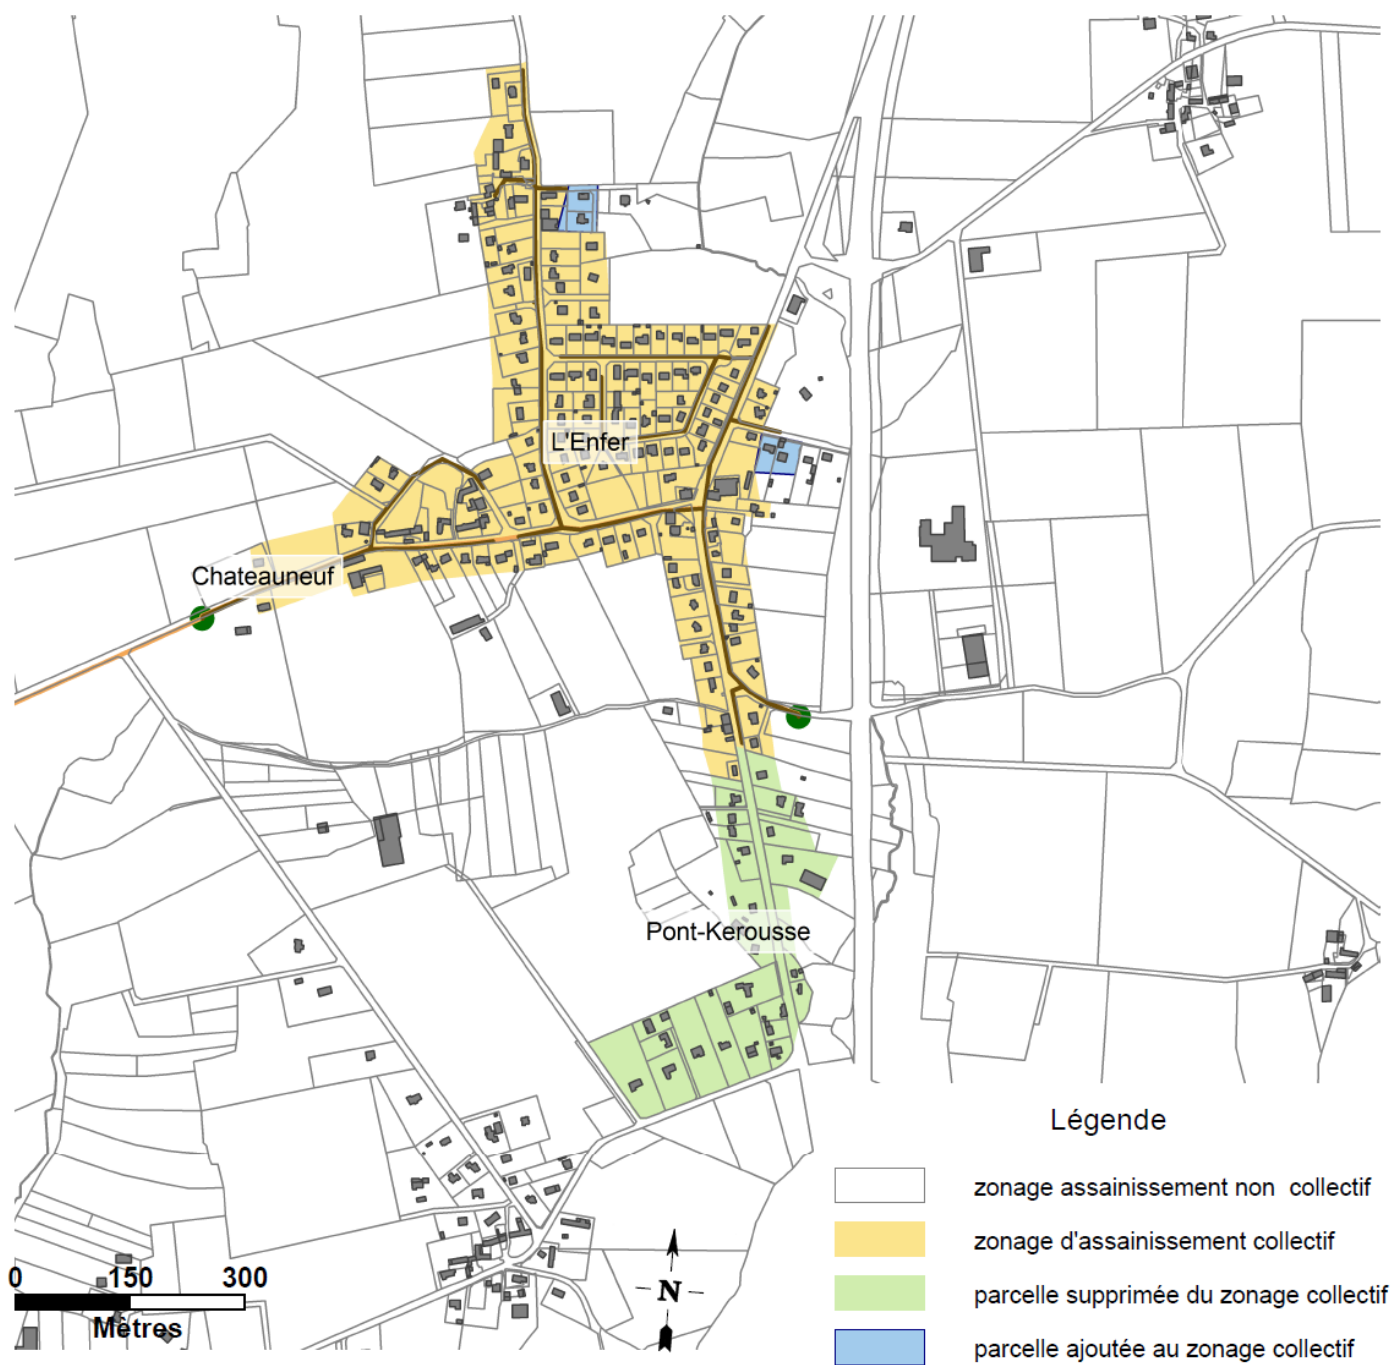 L'Enfer
Chateauneuf
Pont-Kerousse
Légende
zonage assainissement non collectif
zonage d'assainissement collectif
parcelle supprimée du zonage collectif
parcelle ajoutée au zonage collectif
0 150 300
Mètres
N